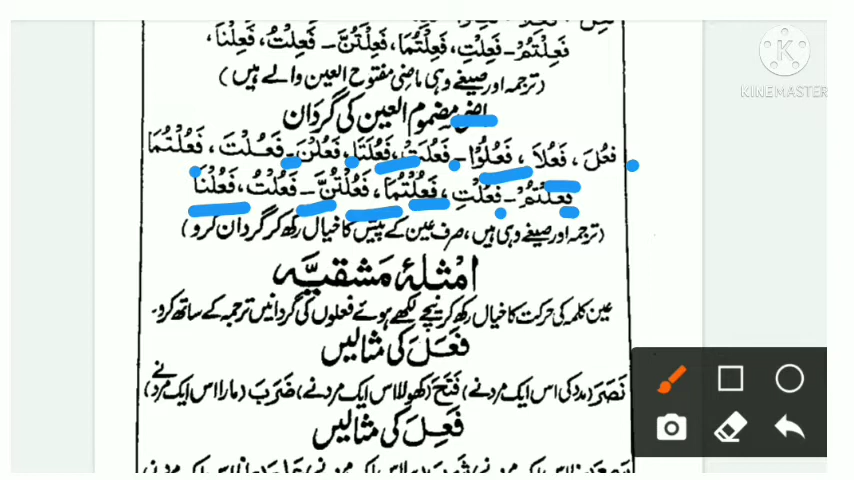 فَعِلْتُمْ - فَعِلْتِ، فَعِلْتُمَا، فَعِلْتُنَّ - فَعِلْتُ، فَعِلْنَا،
(ترجمہ اور صیغے وہی ماضی مفتوح العین والے ہیں)
مضموم العین کی گردان
فَعُلَ، فَعُلَا، فَعُلُوْا - فَعُلَتْ، فَعُلَتَا، فَعُلْنَ - فَعُلْتَ، فَعُلْتُمَا
فَعُلْتُمْ - فَعُلْتِ، فَعُلْتُمَا، فَعُلْتُنَّ - فَعُلْتُ، فَعُلْنَا
(ترجمہ اور صیغے وہی ہیں، صرف عین کے پیش کا خیال رکھ کر گردان کرو)
امْثلۂ مَشقیَّہ
عین کلمہ کی حرکت کا خیال رکھ کر نیچے لکھے ہوئے فعلوں کی گردانیں ترجمہ کے ساتھ کرو۔
فَعَلَ کی مثالیں
نَصَرَ (مدد کی اس ایک مرد نے) فَتَحَ (کھولا اس ایک مرد نے) ضَرَبَ (مارا اس ایک مرد نے)
فَعِلَ کی مثالیں
KINEMASTER